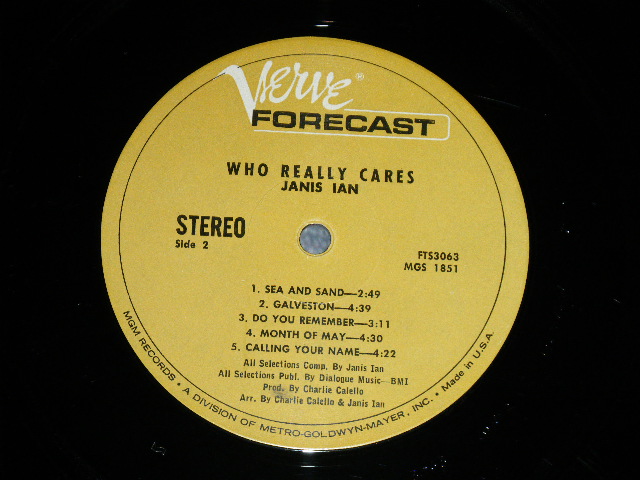 Verve®
FORECAST
WHO REALLY CARES
JANIS IAN
STEREO
Side 2
FTS3063
MGS 1851
1. SEA AND SAND—2:49
2. GALVESTON—4:39
3. DO YOU REMEMBER—3:11
4. MONTH OF MAY—4:30
5. CALLING YOUR NAME—4:22
All Selections Comp. By Janis Ian
All Selections Publ. By Dialogue Music—BMI
Prod. By Charlie Calello
Arr. By Charlie Calello & Janis Ian
MGM RECORDS • A DIVISION OF METRO-GOLDWYN-MAYER, INC. • Made in U.S.A.